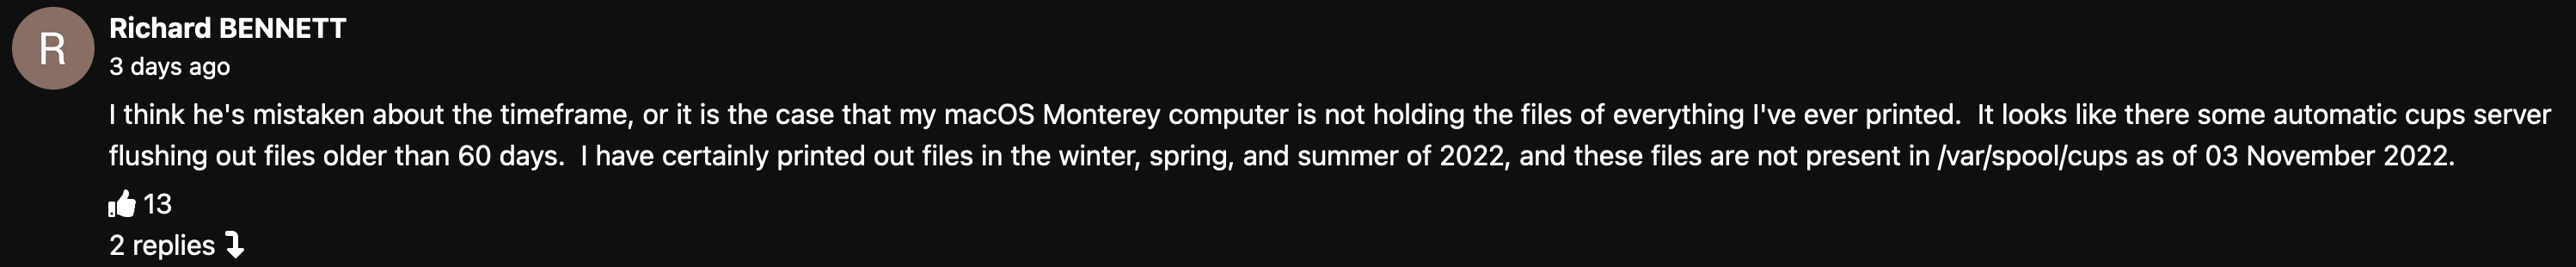 R
Richard BENNETT
3 days ago
I think he's mistaken about the timeframe, or it is the case that my macOS Monterey computer is not holding the files of everything I've ever printed.  It looks like there some automatic cups server
flushing out files older than 60 days.  I have certainly printed out files in the winter, spring, and summer of 2022, and these files are not present in /var/spool/cups as of 03 November 2022.
13
2 replies